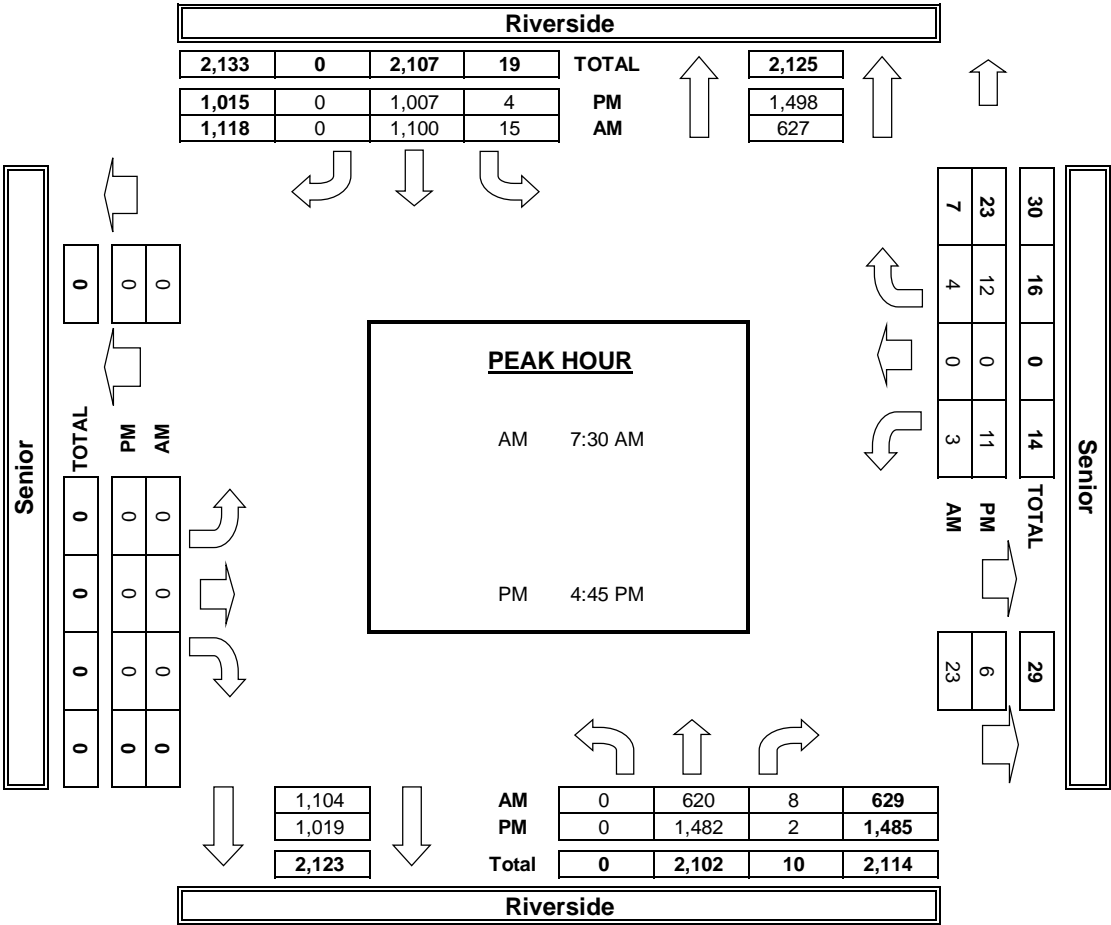 Riverside
2,133 0 2,107 19 TOTAL 2,125
1,015 0 1,007 4 PM 1,498
1,118 0 1,100 15 AM 627
Senior
0 0 0
TOTAL PM AM
0 0 0
0 0 0
0 0 0
0 0 0
PEAK HOUR
AM 7:30 AM
PM 4:45 PM
7 23 30
4 12 16
0 0 0
3 11 14
AM PM TOTAL
23 6 29
Senior
1,104 AM 0 620 8 629
1,019 PM 0 1,482 2 1,485
2,123 Total 0 2,102 10 2,114
Riverside